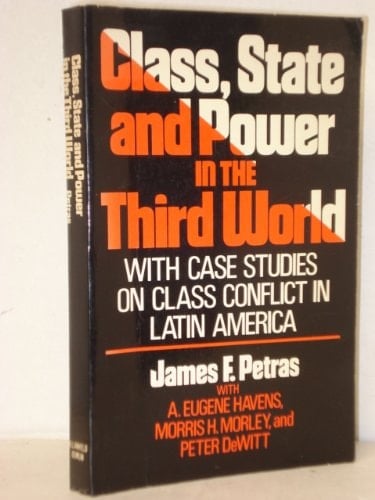 Class, State
and Power
IN THE
Third World
WITH CASE STUDIES
ON CLASS CONFLICT IN
LATIN AMERICA
James F. Petras
WITH
A. EUGENE HAVENS,
MORRIS H. MORLEY, and
PETER DeWITT
Class, State and Power
in the Third World Petras